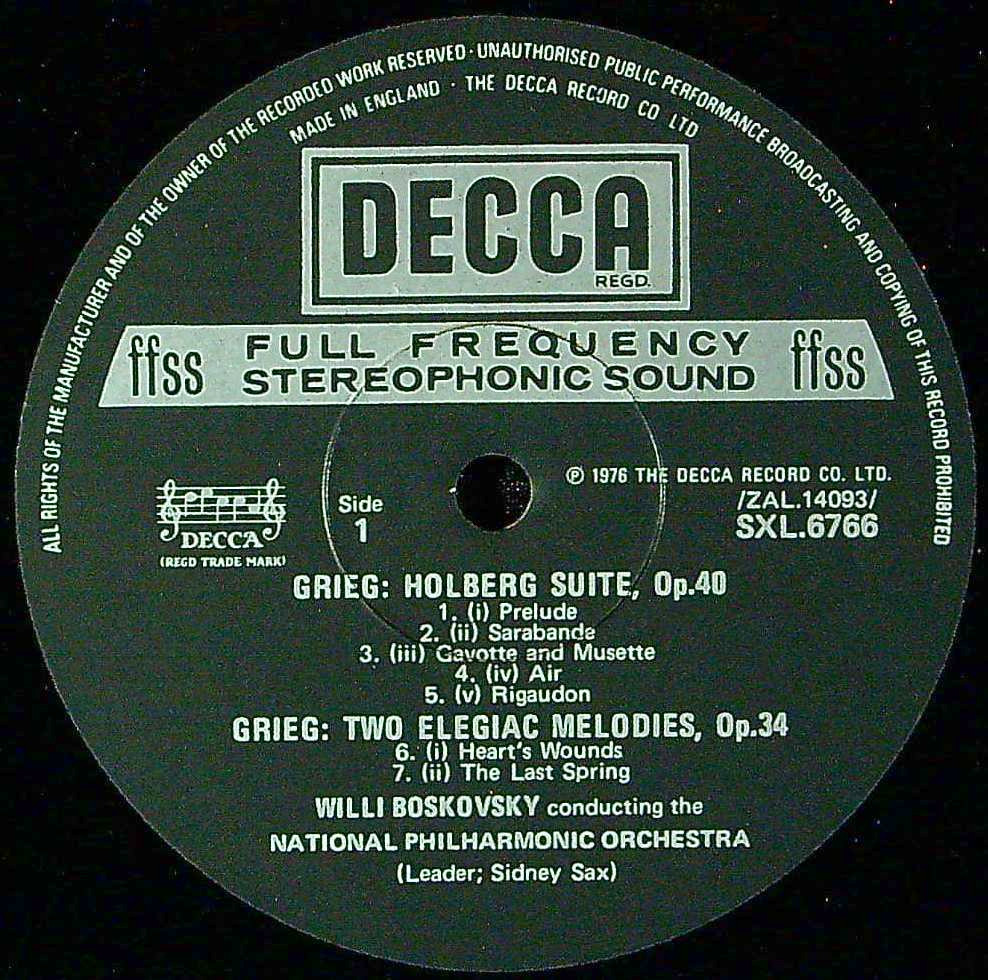 ALL RIGHTS OF THE MANUFACTURER AND OF THE OWNER OF THE RECORDED WORK RESERVED · UNAUTHORISED PUBLIC PERFORMANCE BROADCASTING AND COPYING OF THIS RECORD PROHIBITED
MADE IN ENGLAND · THE DECCA RECORD CO LTD
DECCA
REGD.
ffss FULL FREQUENCY STEREOPHONIC SOUND ffss
℗ 1976 THE DECCA RECORD CO. LTD.
/ZAL.14093/
SXL.6766
Side
1
DECCA
(REGD TRADE MARK)
GRIEG: HOLBERG SUITE, Op.40
1. (i) Prelude
2. (ii) Sarabande
3. (iii) Gavotte and Musette
4. (iv) Air
5. (v) Rigaudon
GRIEG: TWO ELEGIAC MELODIES, Op.34
6. (i) Heart's Wounds
7. (ii) The Last Spring
WILLI BOSKOVSKY conducting the
NATIONAL PHILHARMONIC ORCHESTRA
(Leader; Sidney Sax)